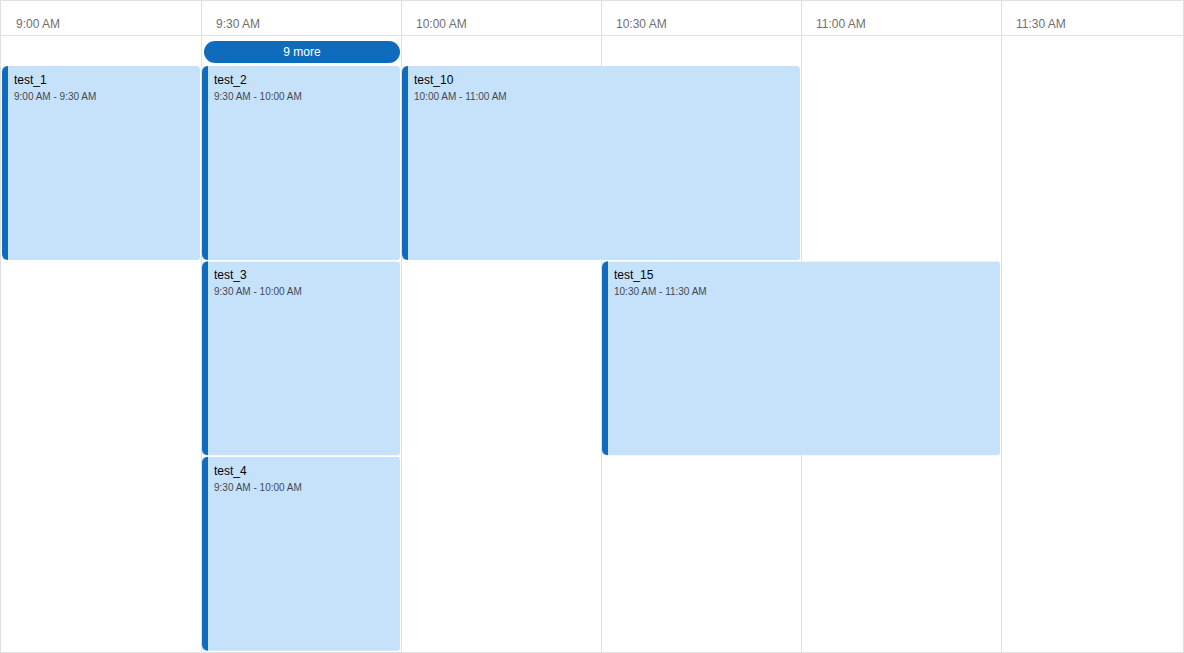 9:00 AM
9:30 AM
10:00 AM
10:30 AM
11:00 AM
11:30 AM
9 more
test_1
9:00 AM - 9:30 AM
test_2
9:30 AM - 10:00 AM
test_10
10:00 AM - 11:00 AM
test_3
9:30 AM - 10:00 AM
test_15
10:30 AM - 11:30 AM
test_4
9:30 AM - 10:00 AM